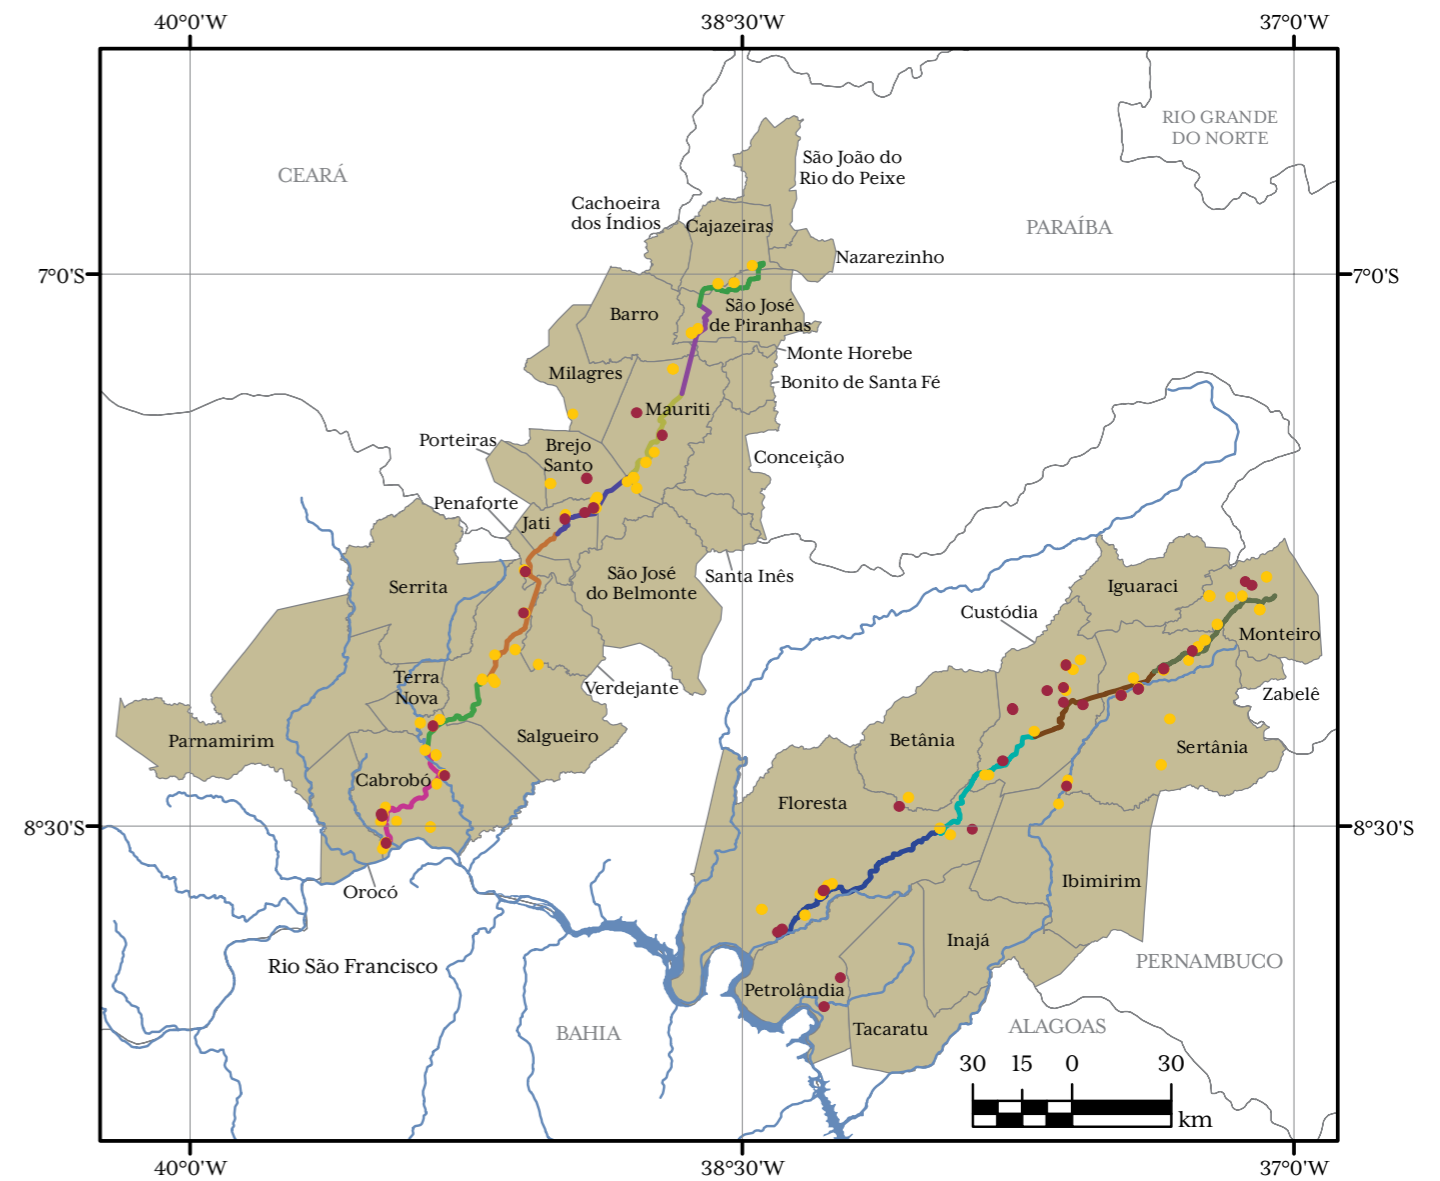 40°0'W
38°30'W
37°0'W
RIO GRANDE
DO NORTE
CEARÁ
São João do
Rio do Peixe
Cachoeira
dos Índios
Cajazeiras
PARAÍBA
Nazarezinho
7°0'S
7°0'S
São José
de Piranhas
Barro
Monte Horebe
Milagres
Bonito de Santa Fé
Mauriti
Porteiras
Brejo
Santo
Conceição
Penaforte
Jati
São José
do Belmonte
Santa Inês
Serrita
Iguaraci
Custódia
Monteiro
Terra
Nova
Verdejante
Zabelê
Parnamirim
Salgueiro
Betânia
Sertânia
Cabrobó
Floresta
8°30'S
8°30'S
Orocó
Ibimirim
Inajá
Rio São Francisco
PERNAMBUCO
Petrolândia
BAHIA
Tacaratu
ALAGOAS
30 15 0 30
km
40°0'W
38°30'W
37°0'W